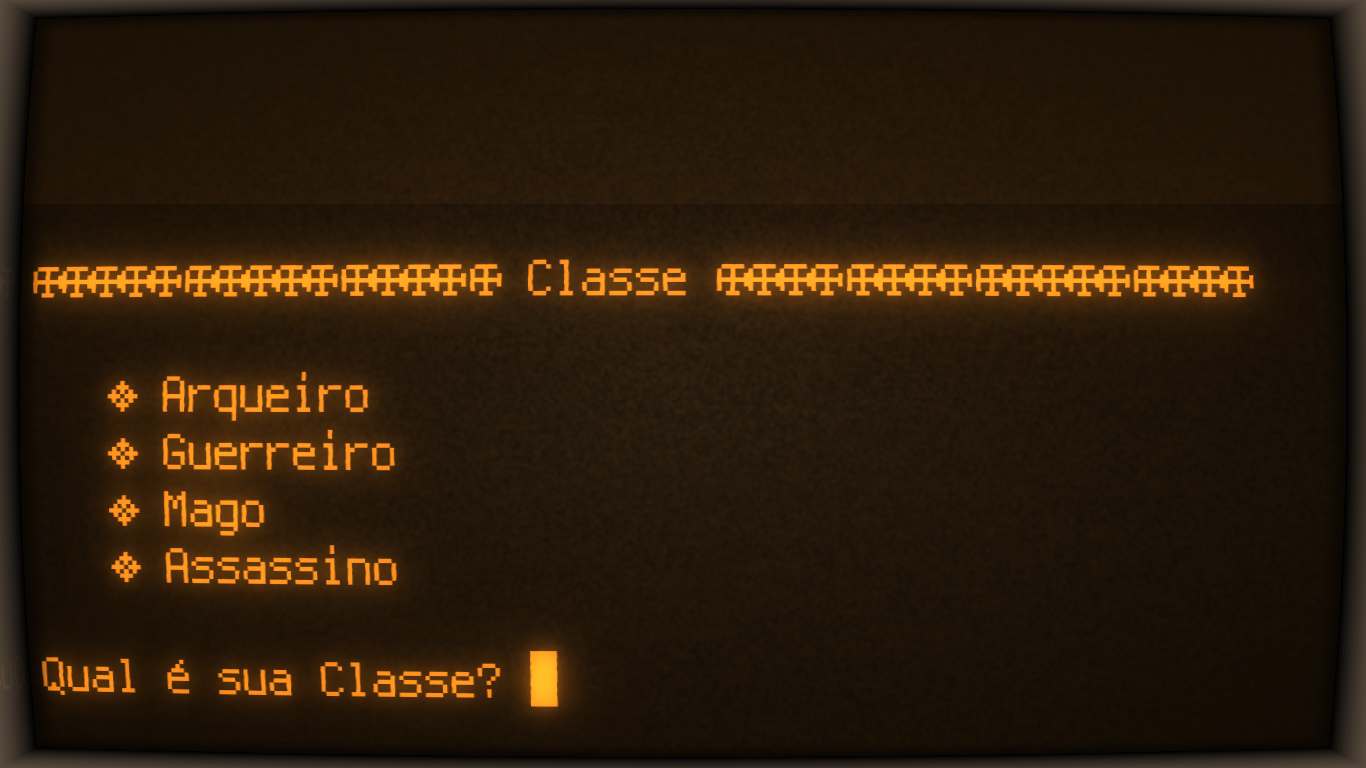 Classe
❖ Arqueiro
❖ Guerreiro
❖ Mago
❖ Assassino
Qual é sua Classe?